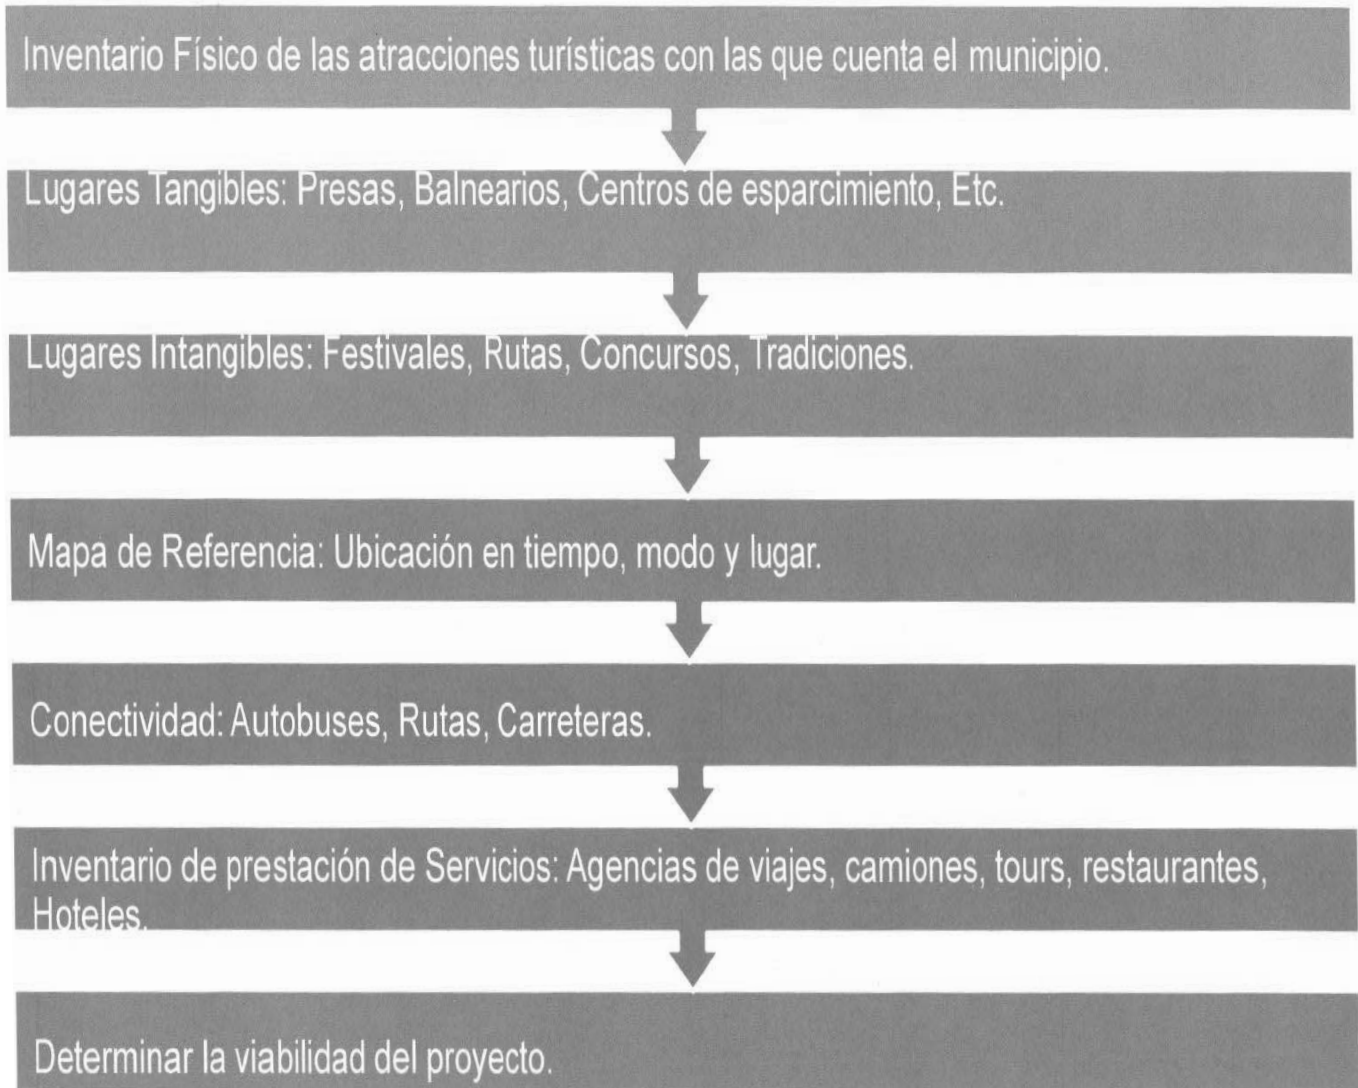 Inventario Físico de las atracciones turísticas con las que cuenta el municipio.
Lugares Tangibles: Presas, Balnearios, Centros de esparcimiento, Etc.
Lugares Intangibles: Festivales, Rutas, Concursos, Tradiciones.
Mapa de Referencia: Ubicación en tiempo, modo y lugar.
Conectividad: Autobuses, Rutas, Carreteras.
Inventario de prestación de Servicios: Agencias de viajes, camiones, tours, restaurantes,
Hoteles.
Determinar la viabilidad del proyecto.